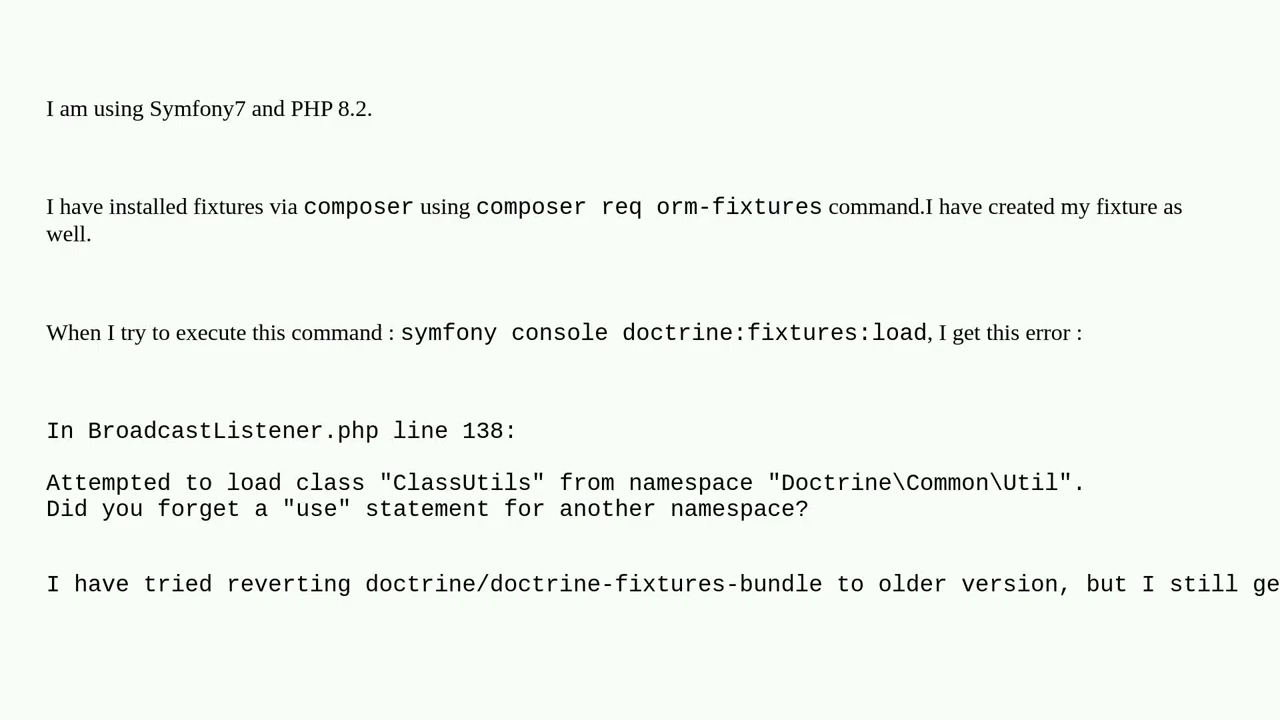 I am using Symfony7 and PHP 8.2.
I have installed fixtures via composer using composer req orm-fixtures command.I have created my fixture as
well.
When I try to execute this command : symfony console doctrine:fixtures:load, I get this error :
In BroadcastListener.php line 138:
Attempted to load class "ClassUtils" from namespace "Doctrine\Common\Util".
Did you forget a "use" statement for another namespace?
I have tried reverting doctrine/doctrine-fixtures-bundle to older version, but I still ge